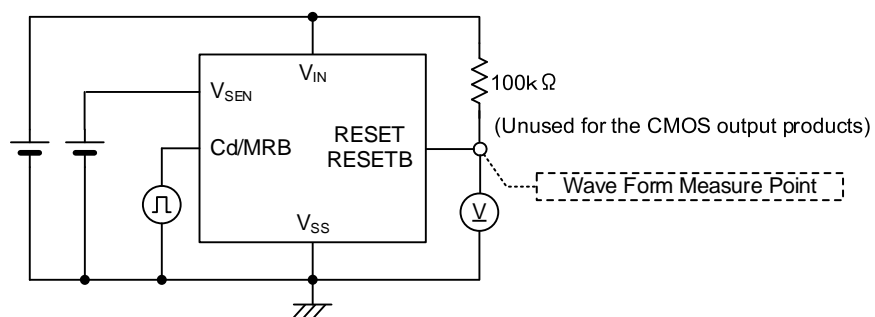 V_IN
V_SEN
100kΩ
(Unused for the CMOS output products)
Cd/MRB
RESET
RESETB
Wave Form Measure Point
V
V_SS